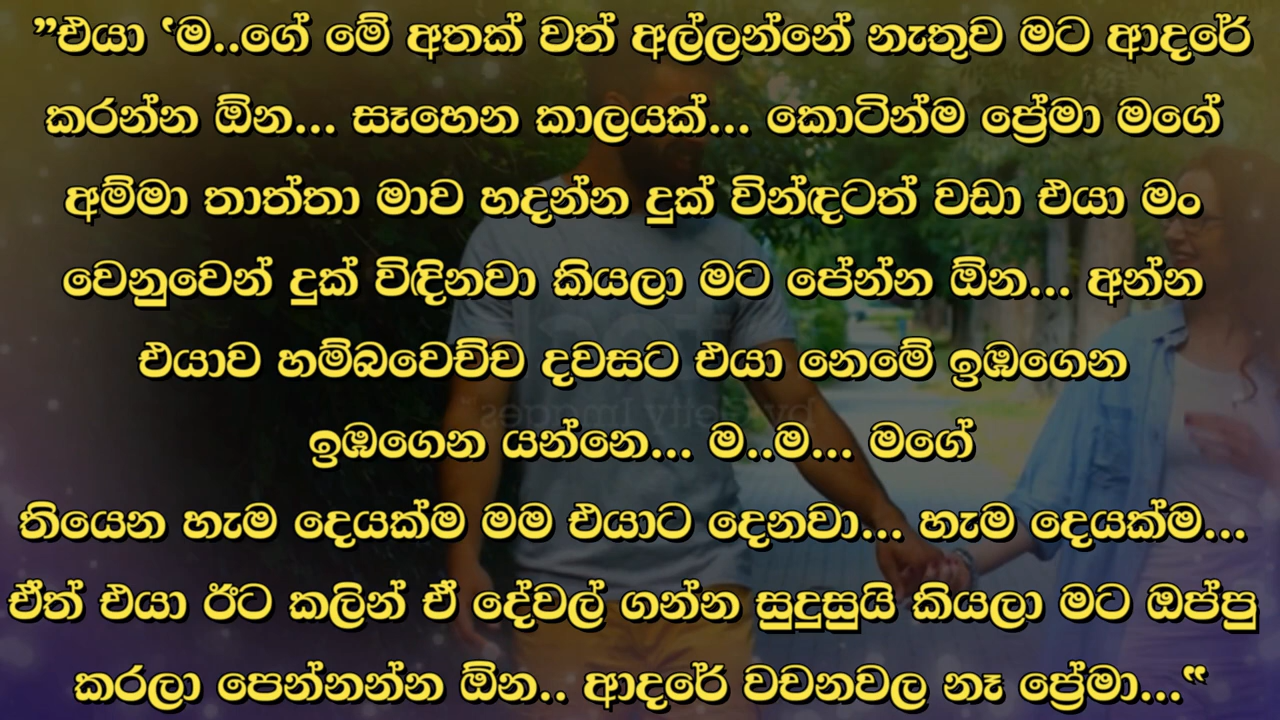 ”එයා ‛ම..ගේ මේ අතක් වත් අල්ලන්නේ නැතුව මට ආදරේ
කරන්න ඕන... සෑහෙන කාලයක්... කොටින්ම ප්‍රේමා මගේ
අම්මා තාත්තා මාව හදන්න දුක් වින්ඳටත් වඩා එයා මං
වෙනුවෙන් දුක් විඳිනවා කියලා මට පේන්න ඕන... අන්න
එයාව හම්බවෙච්ච දවසට එයා නෙමේ ඉඹගෙන
ඉඹගෙන යන්නෙ... ම..ම... මගේ
තියෙන හැම දෙයක්ම මම එයාට දෙනවා... හැම දෙයක්ම...
ඒත් එයා ඊට කලින් ඒ දේවල් ගන්න සුදුසුයි කියලා මට ඔප්පු
කරලා පෙන්නන්න ඕන.. ආදරේ වචනවල නෑ ප්‍රේමා...‟